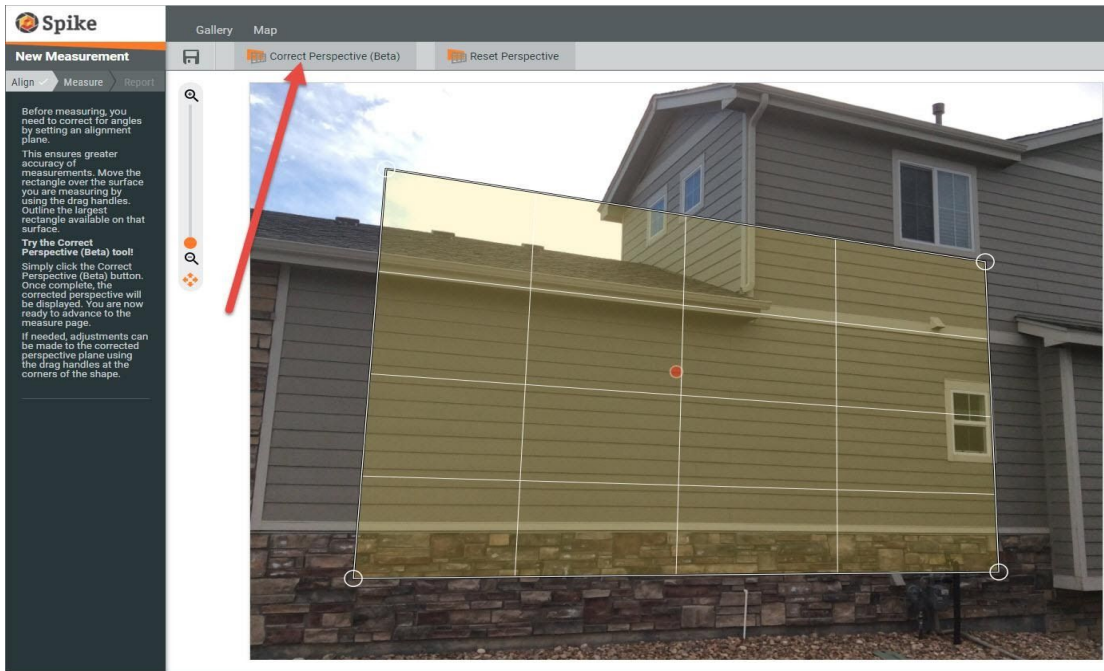 Spike
Gallery Map
New Measurement
Correct Perspective (Beta) Reset Perspective
Align Measure Report
Before measuring, you
need to correct for angles
by setting an alignment
plane.
This ensures greater
accuracy of
measurements. Move the
rectangle over the surface
you are measuring by
using the drag handles.
Outline the largest
rectangle available on that
surface.
Try the Correct
Perspective (Beta) tool!
Simply click the Correct
Perspective (Beta) button.
Once complete, the
corrected perspective will
be displayed. You are now
ready to advance to the
measure page.
If needed, adjustments can
be made to the corrected
perspective plane using
the drag handles at the
corners of the shape.